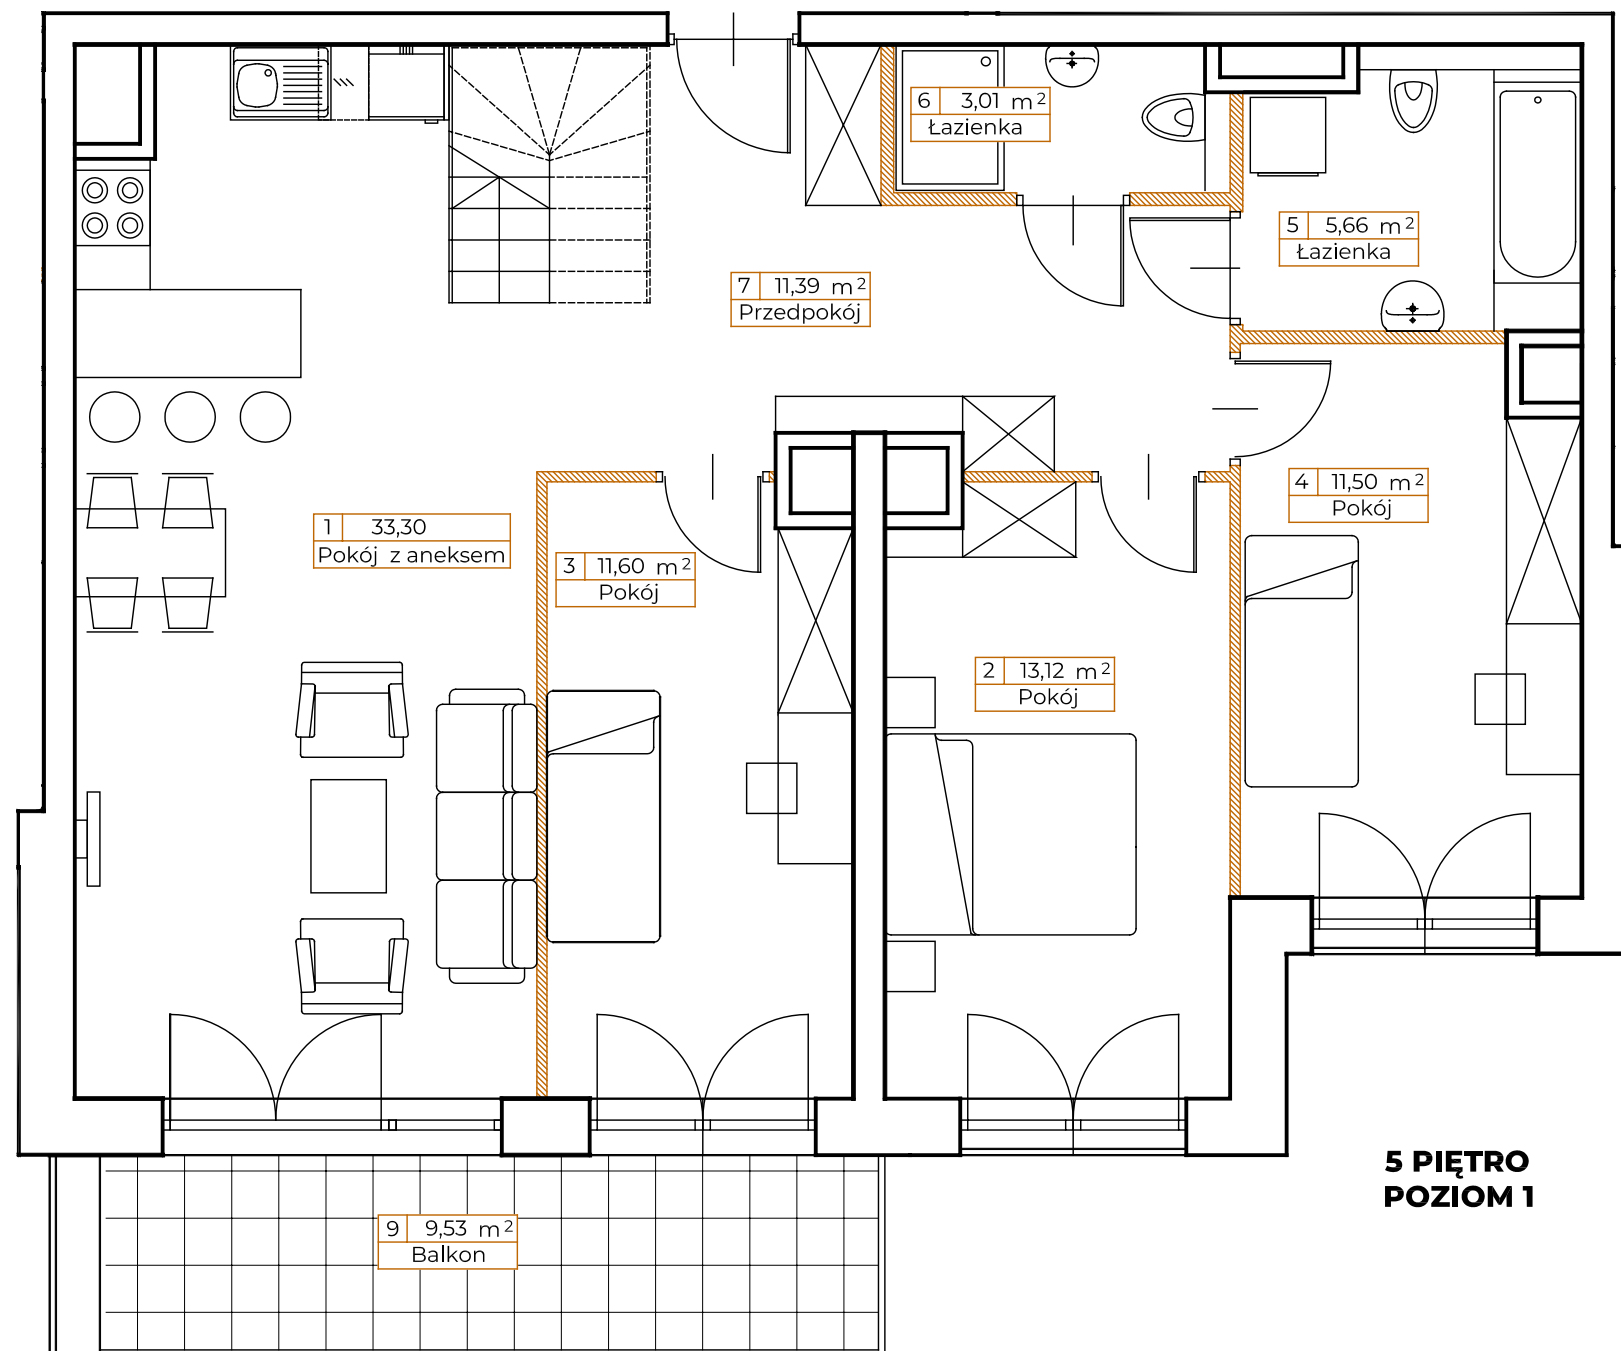 6 3,01 m²
Łazienka
5 5,66 m²
Łazienka
7 11,39 m²
Przedpokój
4 11,50 m²
Pokój
1 33,30
Pokój z aneksem
3 11,60 m²
Pokój
2 13,12 m²
Pokój
5 PIĘTRO
POZIOM 1
9 9,53 m²
Balkon